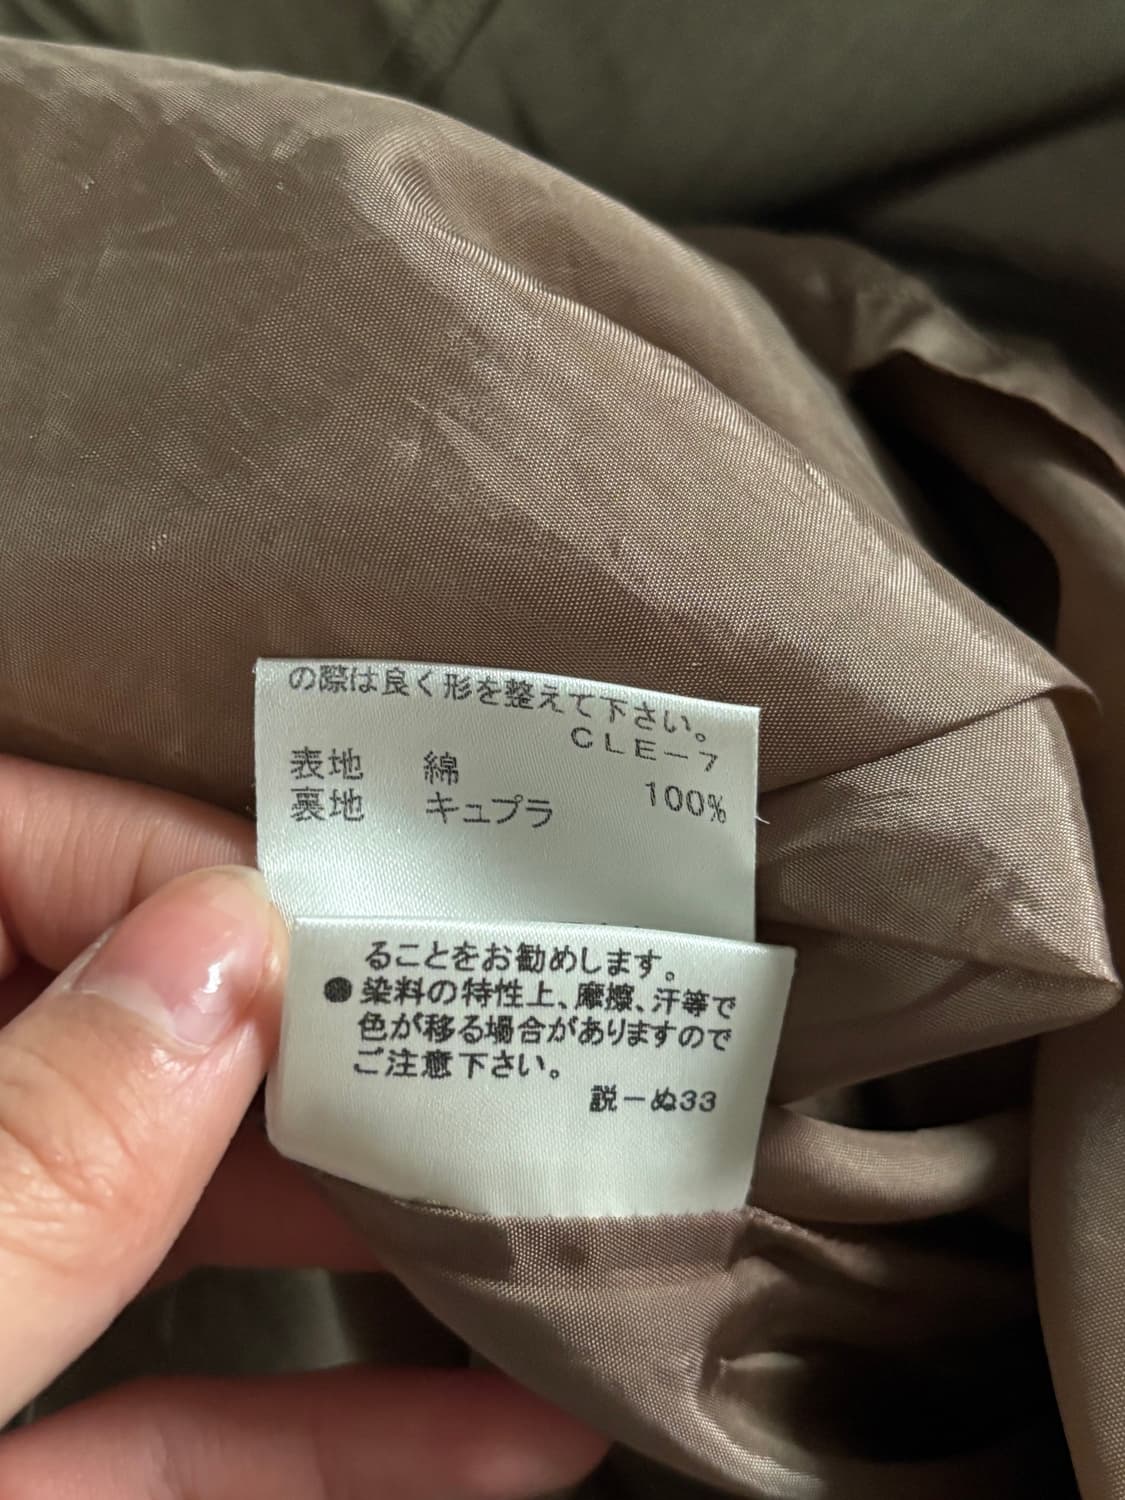 の際は良く形を整えて下さい。
CLE-7
表地 綿 100%
裏地 キュプラ
ることをお勧めします。
●染料の特性上、摩擦、汗等で
色が移る場合がありますので
ご注意下さい。
説-ぬ33